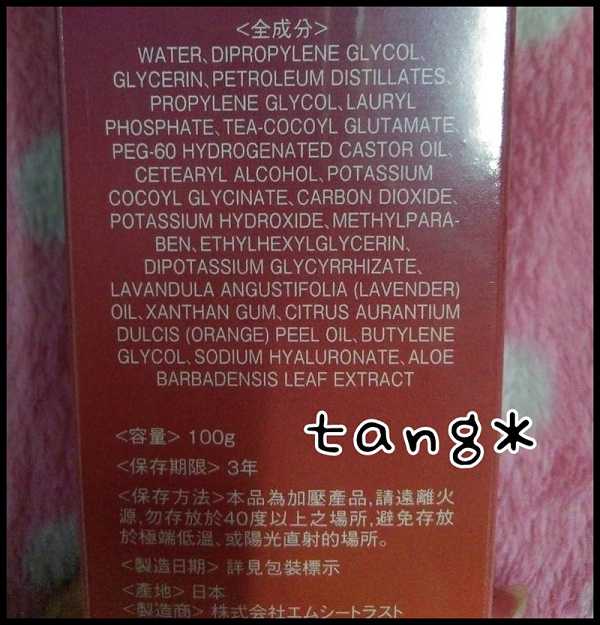 <全成分>
WATER、DIPROPYLENE GLYCOL、
GLYCERIN、PETROLEUM DISTILLATES、
PROPYLENE GLYCOL、LAURYL
PHOSPHATE、TEA-COCOYL GLUTAMATE、
PEG-60 HYDROGENATED CASTOR OIL、
CETEARYL ALCOHOL、POTASSIUM
COCOYL GLYCINATE、CARBON DIOXIDE、
POTASSIUM HYDROXIDE、METHYLPARA-
BEN、ETHYLHEXYLGLYCERIN、
DIPOTASSIUM GLYCYRRHIZATE、
LAVANDULA ANGUSTIFOLIA (LAVENDER)
OIL、XANTHAN GUM、CITRUS AURANTIUM
DULCIS (ORANGE) PEEL OIL、BUTYLENE
GLYCOL、SODIUM HYALURONATE、ALOE
BARBADENSIS LEAF EXTRACT
<容量> 100g
tang*
<保存期限> 3年
<保存方法>本品為加壓產品,請遠離火
源,勿存放於40度以上之場所,避免存放
於極端低溫、或陽光直射的場所。
<製造日期> 詳見包裝標示
<產地> 日本
<製造商> 株式会社エムシートラスト